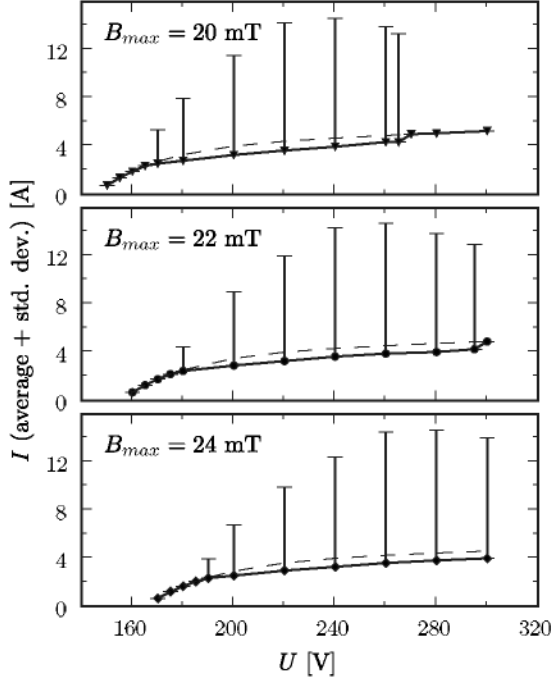 B_max = 20 mT
12
8
4
0
B_max = 22 mT
12
8
4
0
B_max = 24 mT
12
8
4
0
160 200 240 280 320
U [V]
I (average + std. dev.) [A]